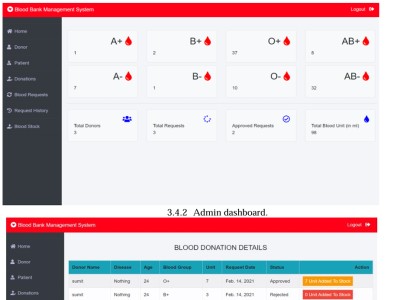 Blood Bank Management System Logout
Home
Donor
Patient
Donations
Blood Requests
Request History
Blood Stock
A+ B+ O+ AB+
1 2 37 8
A- B- O- AB-
7 1 10 32
Total Donors Total Requests Approved Requests Total Blood Unit (in ml)
3 3 2 98
3.4.2 Admin dashboard.
Blood Bank Management System Logout
Home
Donor
Patient
Donations
BLOOD DONATION DETAILS
Donor Name Disease Age Blood Group Unit Request Date Status Action
sumit Nothing 24 O+ 7 Feb. 14, 2021 Approved 7 Unit Added To Stock
sumit Nothing 24 B+ 3 Feb. 14, 2021 Rejected 0 Unit Added To Stock